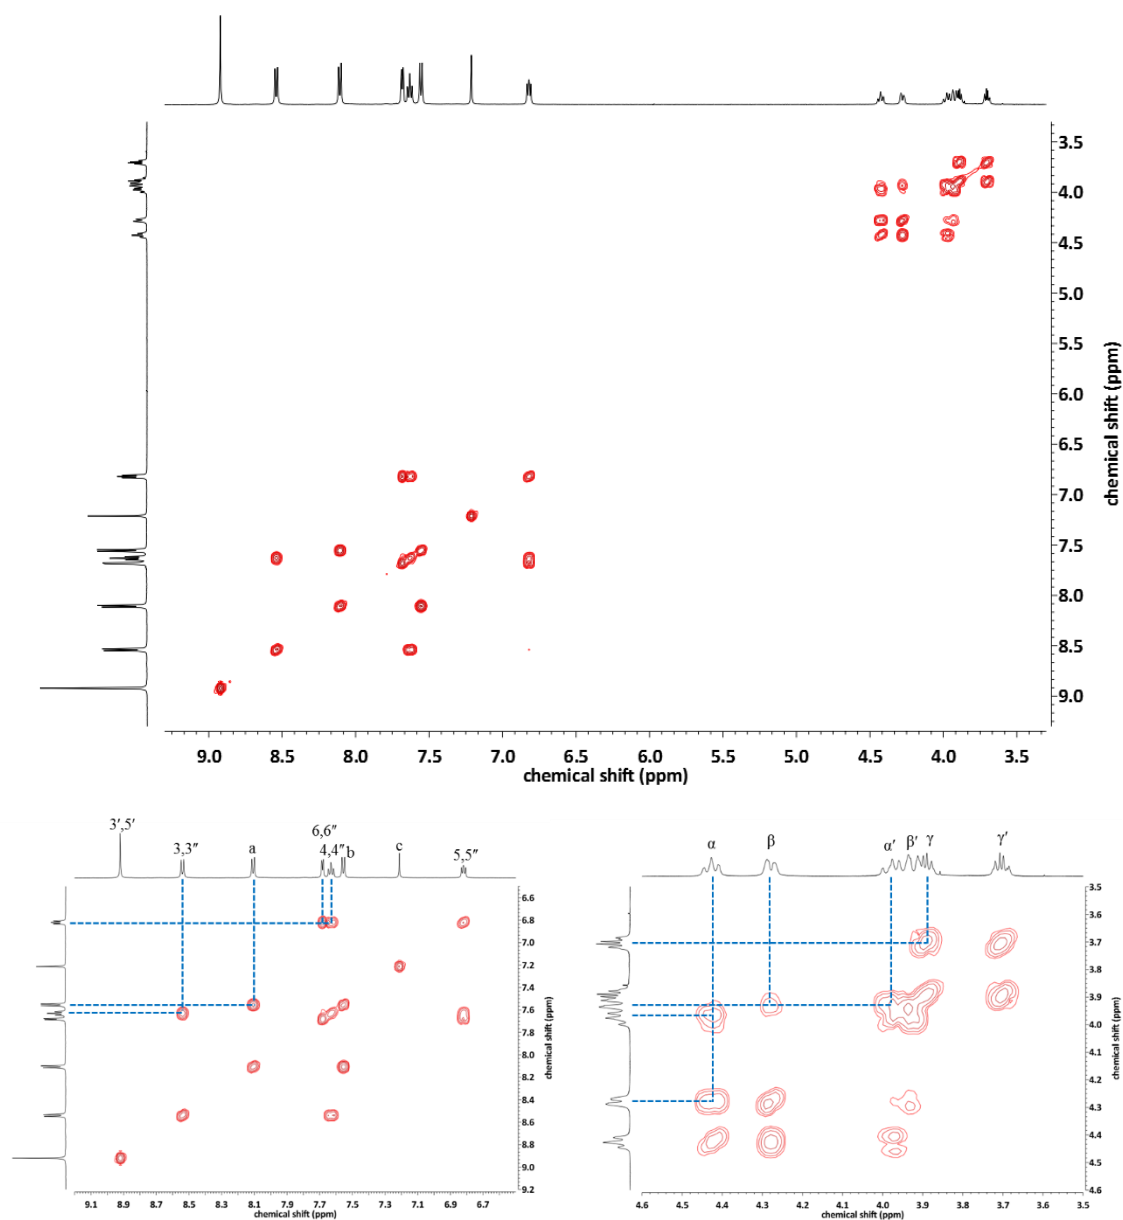 3.5
4.0
4.5
5.0
5.5
6.0
6.5
7.0
7.5
8.0
8.5
9.0
chemical shift (ppm)
9.0 8.5 8.0 7.5 7.0 6.5 6.0 5.5 5.0 4.5 4.0 3.5
chemical shift (ppm)
3′,5′
3,3″
a
6,6″
4,4″
b
c
5,5″
6.6
6.8
7.0
7.2
7.4
7.6
7.8
8.0
8.2
8.4
8.6
8.8
9.0
9.2
chemical shift (ppm)
9.1 8.9 8.7 8.5 8.3 8.1 7.9 7.7 7.5 7.3 7.1 6.9 6.7
chemical shift (ppm)
α
β
α′
β′
γ
γ′
3.5
3.6
3.7
3.8
3.9
4.0
4.1
4.2
4.3
4.4
4.5
4.6
chemical shift (ppm)
4.6 4.5 4.4 4.3 4.2 4.1 4.0 3.9 3.8 3.7 3.6 3.5
chemical shift (ppm)